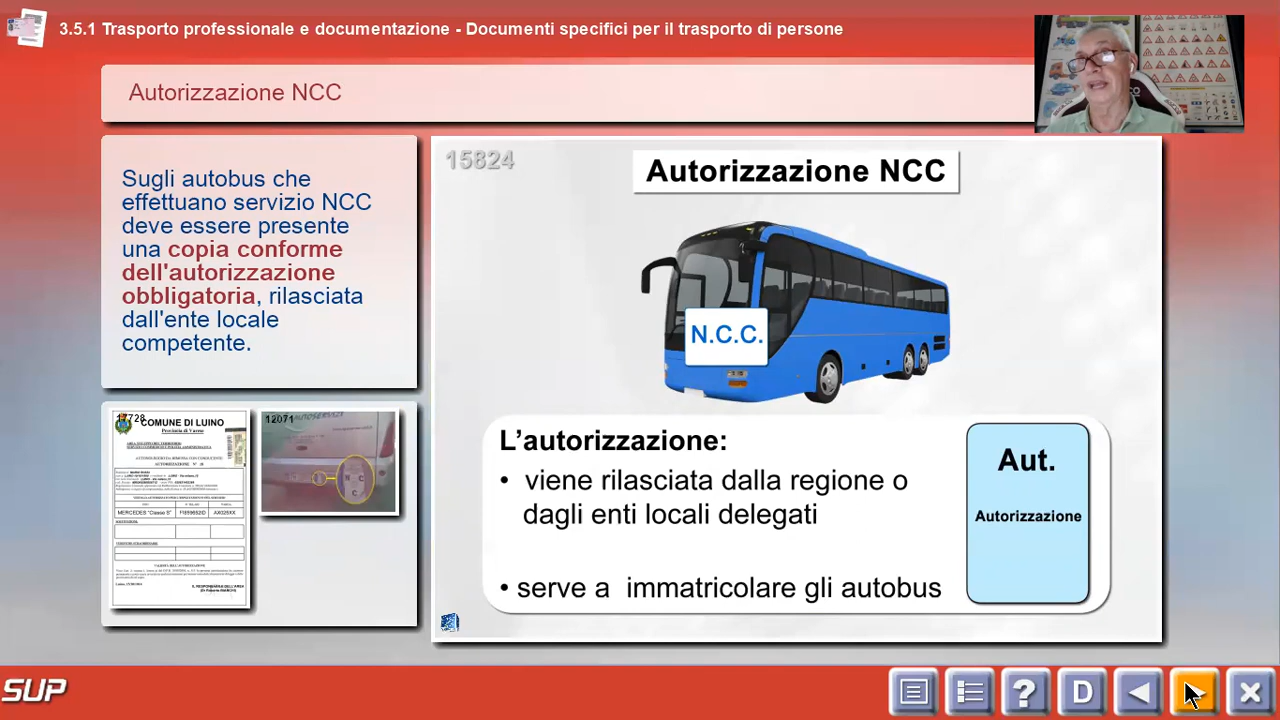 3.5.1 Trasporto professionale e documentazione - Documenti specifici per il trasporto di persone
Autorizzazione NCC
Sugli autobus che
effettuano servizio NCC
deve essere presente
una copia conforme
dell'autorizzazione
obbligatoria, rilasciata
dall'ente locale
competente.
15824
Autorizzazione NCC
N.C.C.
L'autorizzazione:
• viene rilasciata dalla regione o
dagli enti locali delegati
• serve a immatricolare gli autobus
Aut.
Autorizzazione
COMUNE DI LUINO
Provincia di Varese
MERCEDES "Classe S"
12071
N C
C
SUP
?
D